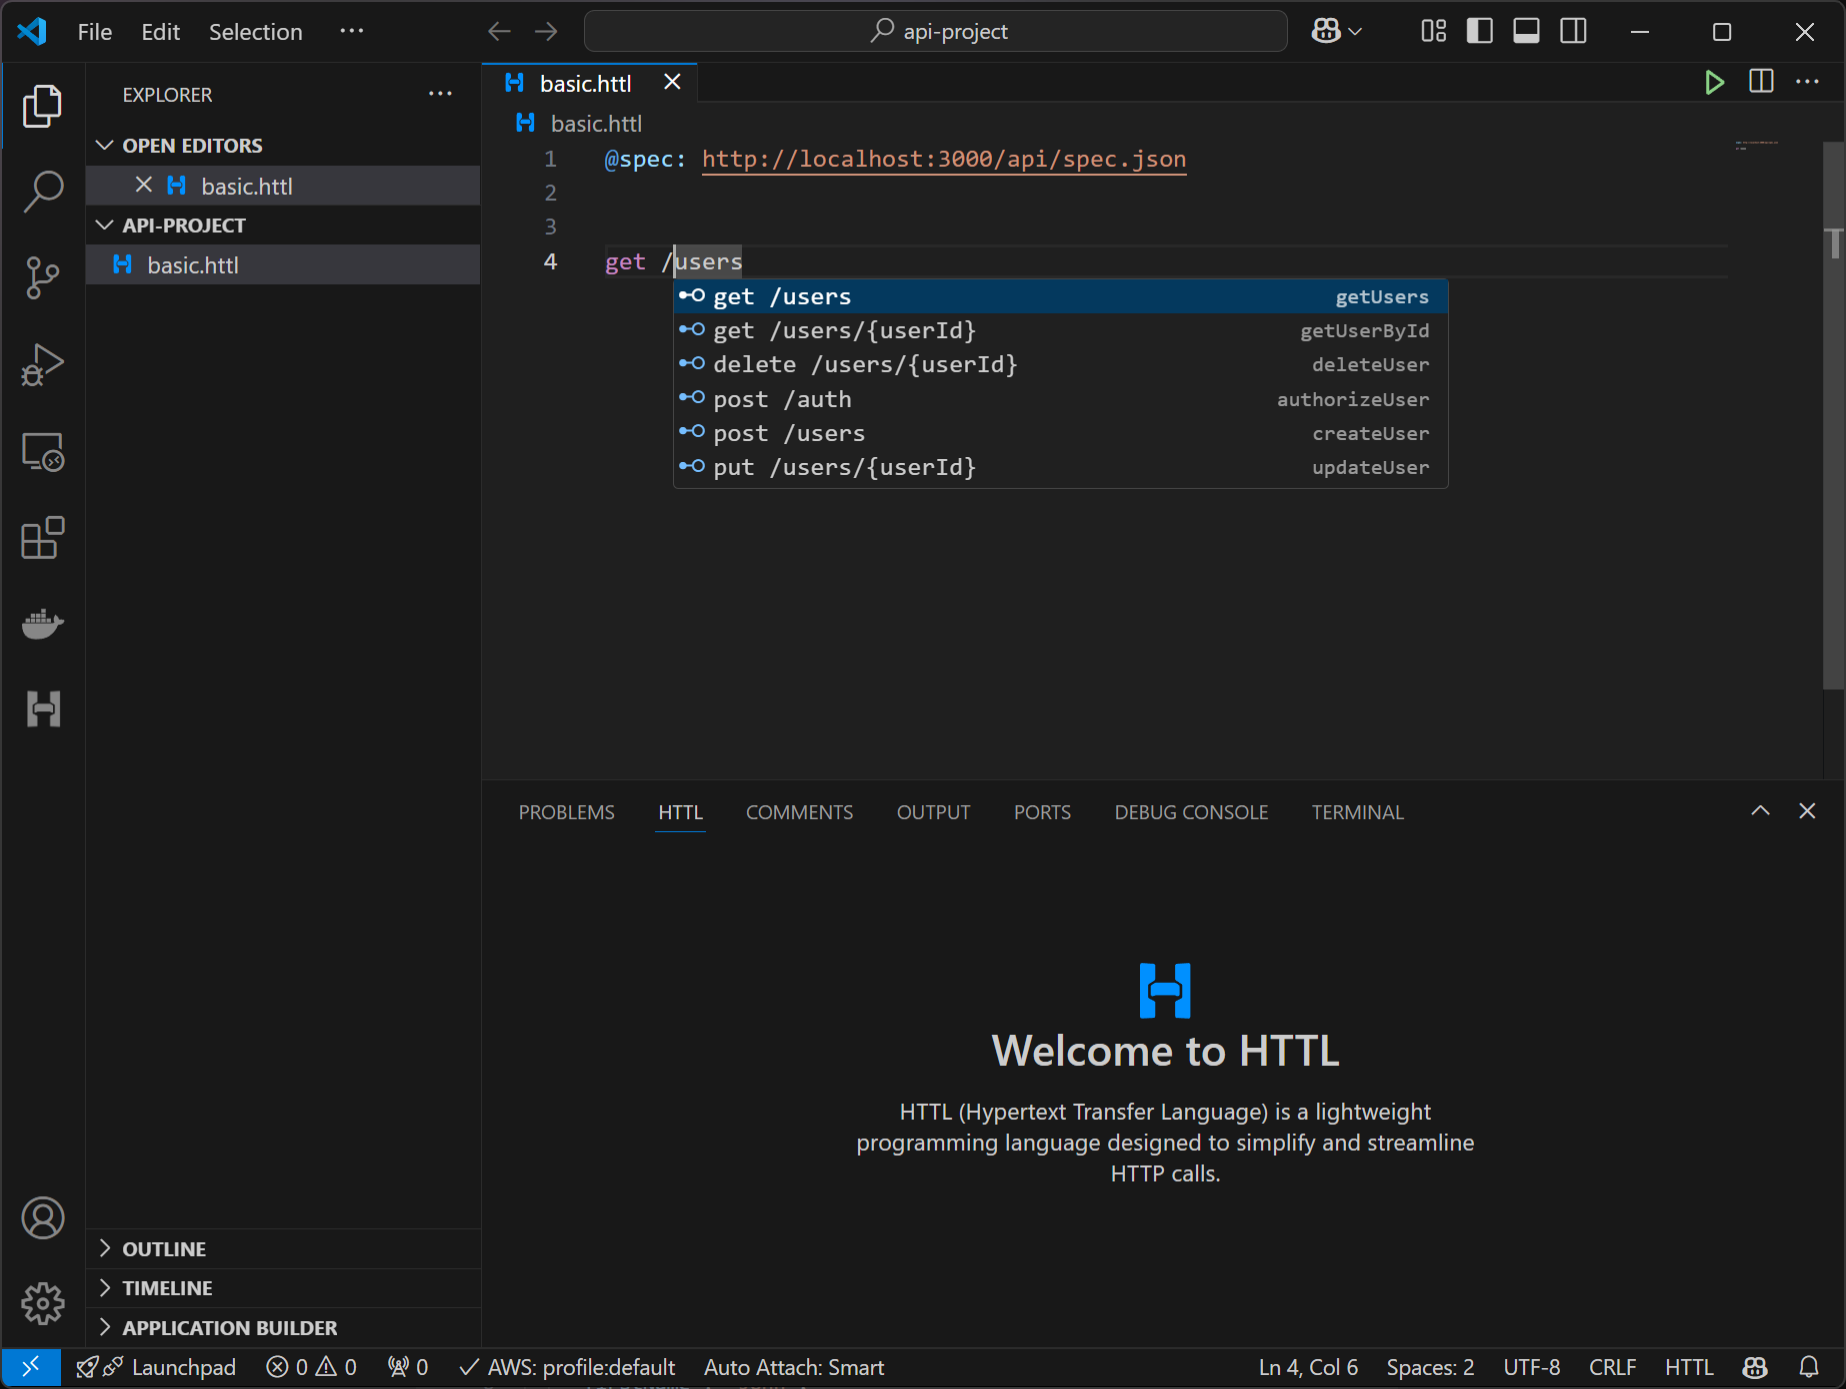 File Edit Selection ··· api-project
EXPLORER ···
OPEN EDITORS
basic.httl
API-PROJECT
basic.httl
OUTLINE
TIMELINE
APPLICATION BUILDER
basic.httl
basic.httl
1 @spec: http://localhost:3000/api/spec.json
2
3
4 get /users
get /users getUsers
get /users/{userId} getUserById
delete /users/{userId} deleteUser
post /auth authorizeUser
post /users createUser
put /users/{userId} updateUser
PROBLEMS HTTL COMMENTS OUTPUT PORTS DEBUG CONSOLE TERMINAL
Welcome to HTTL
HTTL (Hypertext Transfer Language) is a lightweight
programming language designed to simplify and streamline
HTTP calls.
Launchpad 0 0 0 AWS: profile:default Auto Attach: Smart Ln 4, Col 6 Spaces: 2 UTF-8 CRLF HTTL